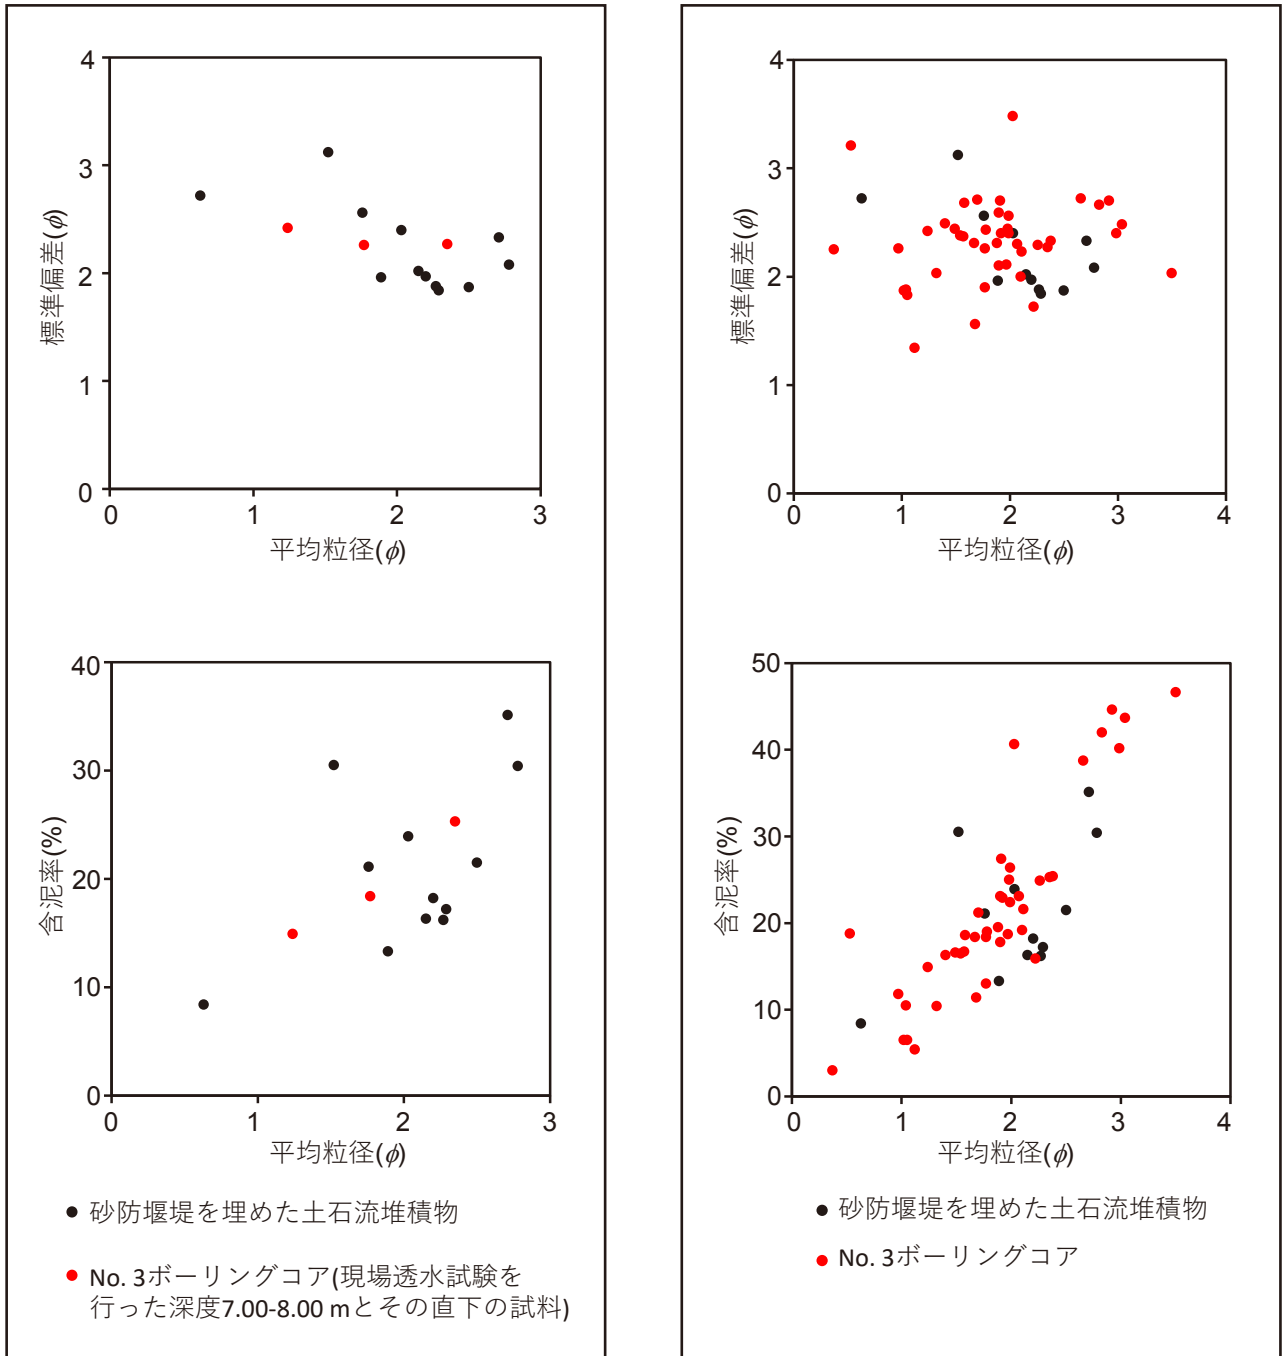 4
3
2
1
0
標準偏差(ϕ)
0 1 2 3
平均粒径(ϕ)
40
30
20
10
0
含泥率(%)
0 1 2 3
平均粒径(ϕ)
● 砂防堰堤を埋めた土石流堆積物
● No. 3ボーリングコア(現場透水試験を
行った深度7.00-8.00 mとその直下の試料)
4
3
2
1
0
標準偏差(ϕ)
0 1 2 3 4
平均粒径(ϕ)
50
40
30
20
10
0
含泥率(%)
0 1 2 3 4
平均粒径(ϕ)
● 砂防堰堤を埋めた土石流堆積物
● No. 3ボーリングコア